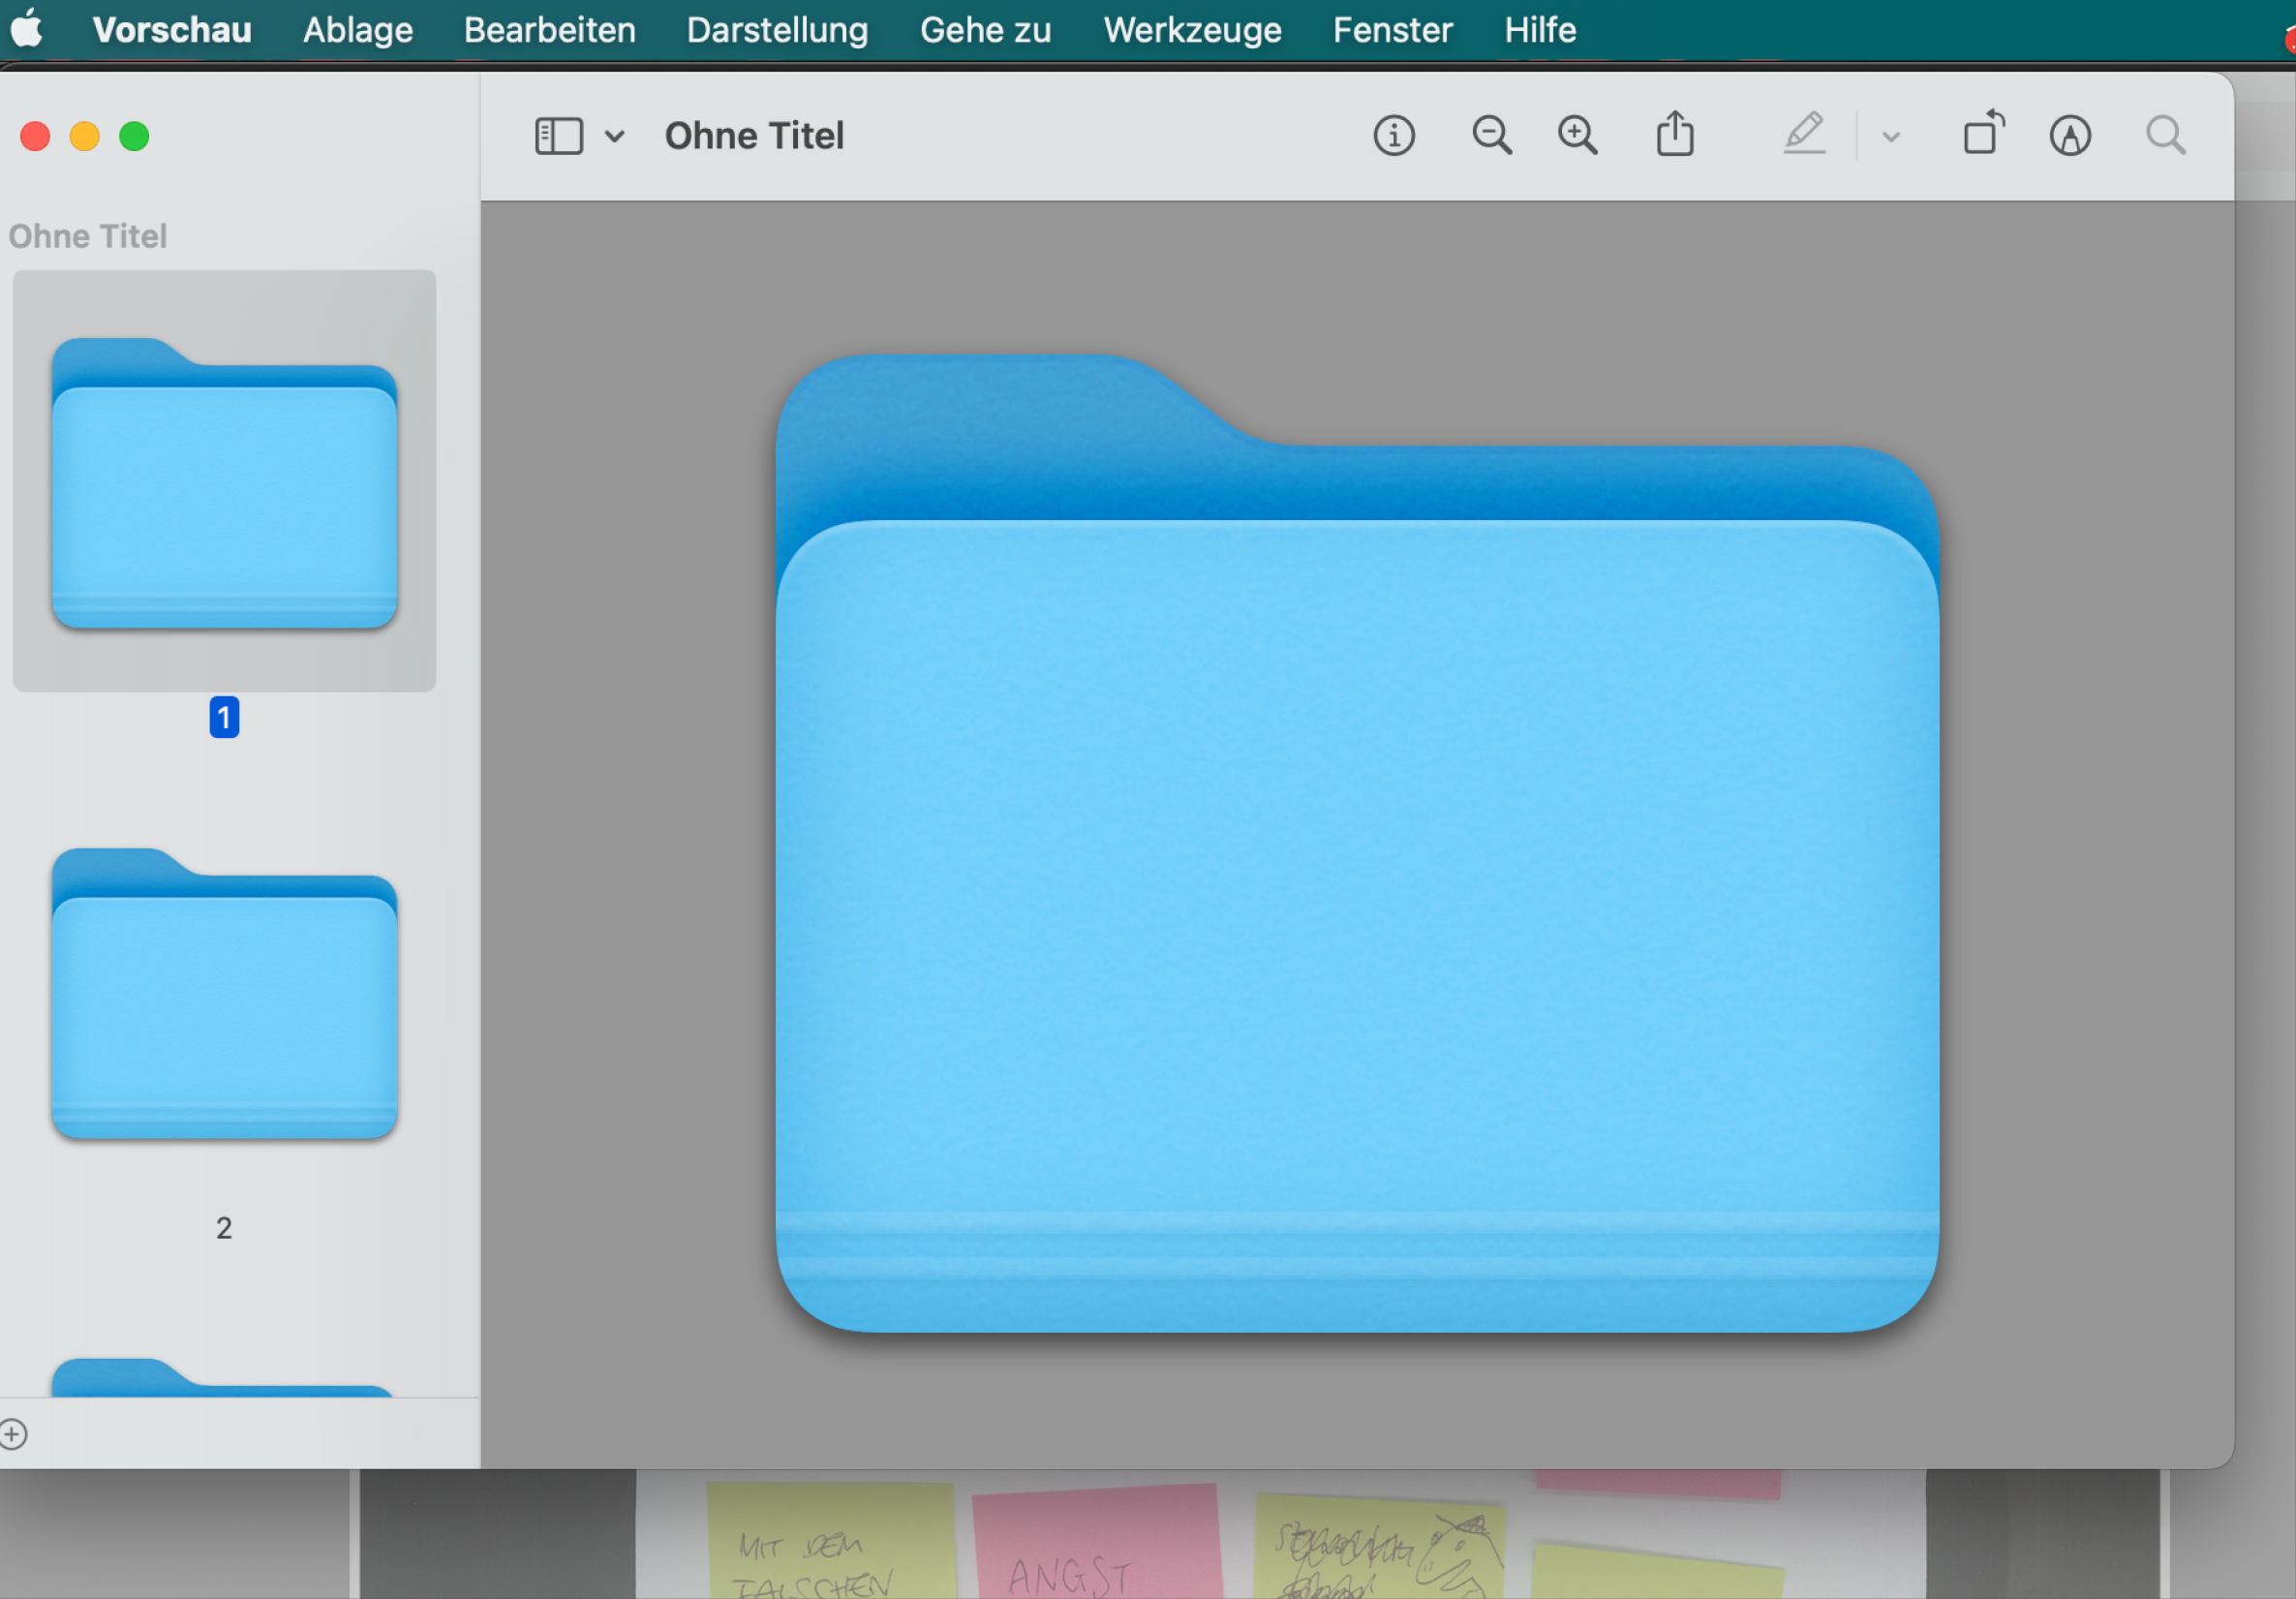 Vorschau Ablage Bearbeiten Darstellung Gehe zu Werkzeuge Fenster Hilfe
Ohne Titel
Ohne Titel
1
2
MIT DEM
FALSCHEN
ANGST